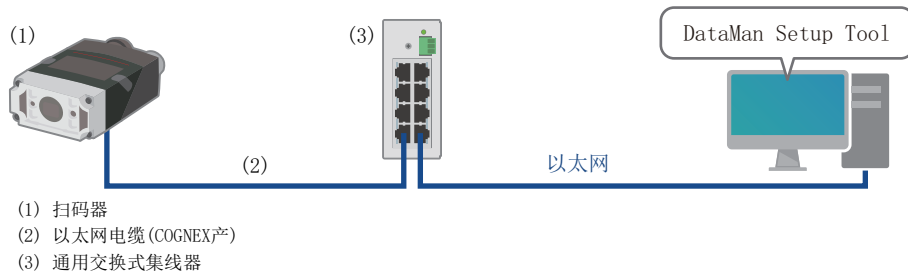 (1)
(3)
DataMan Setup Tool
(2)
以太网
(1) 扫码器
(2) 以太网电缆(COGNEX产)
(3) 通用交换式集线器